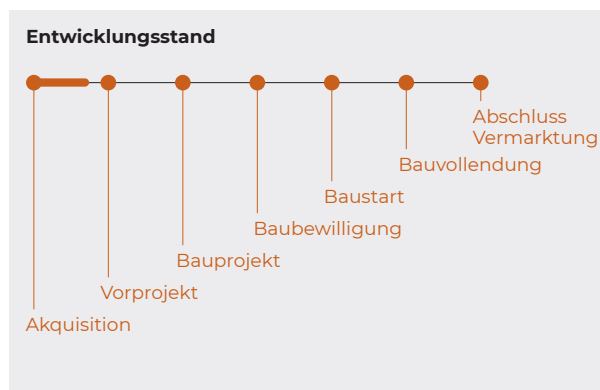 Entwicklungsstand
Abschluss
Vermarktung
Bauvollendung
Baustart
Baubewilligung
Bauprojekt
Vorprojekt
Akquisition